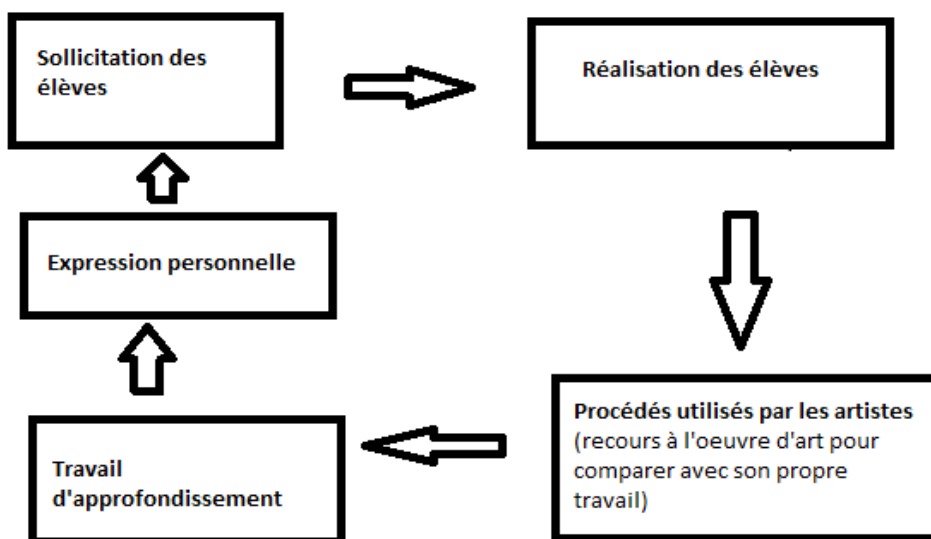 Sollicitation des
élèves
Réalisation des élèves
Expression personnelle
Procédés utilisés par les artistes
(recours à l'oeuvre d'art pour
comparer avec son propre
travail)
Travail
d'approfondissement